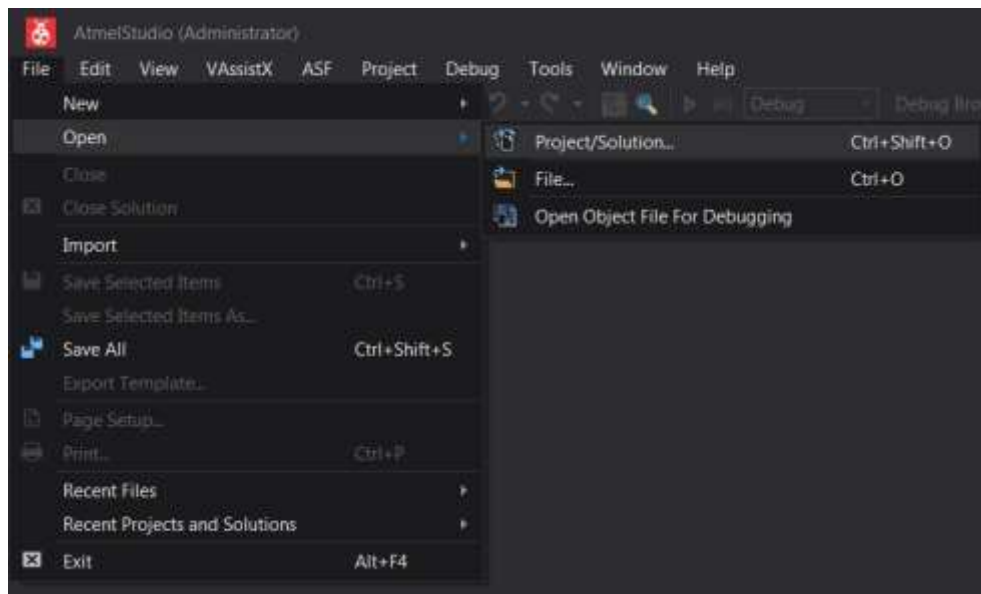 AtmelStudio (Administrator)
File Edit View VAssistX ASF Project Debug Tools Window Help
New
Debug Debug Bro
Open
Project/Solution... Ctrl+Shift+O
Close
File... Ctrl+O
Close Solution
Open Object File For Debugging
Import
Save Selected Items Ctrl+S
Save Selected Items As...
Save All Ctrl+Shift+S
Export Template...
Page Setup...
Print... Ctrl+P
Recent Files
Recent Projects and Solutions
Exit Alt+F4